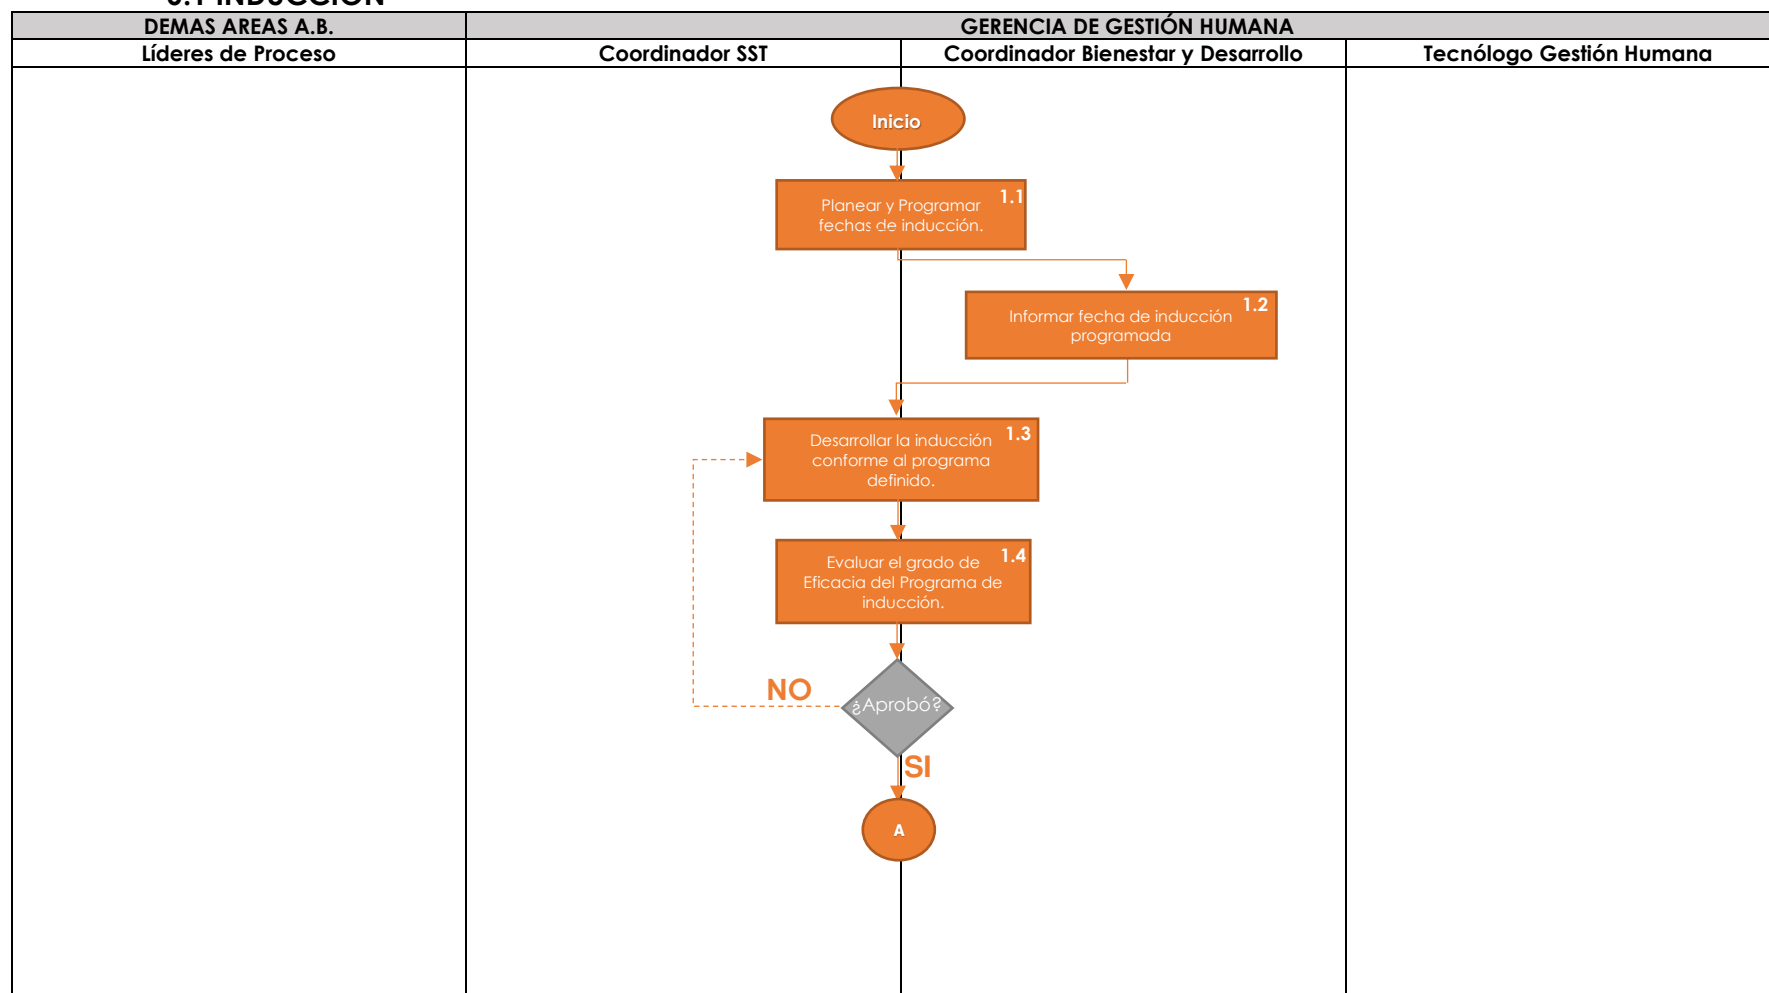 INDUCCIÓN
DEMAS AREAS A.B.
GERENCIA DE GESTIÓN HUMANA
Líderes de Proceso
Coordinador SST
Coordinador Bienestar y Desarrollo
Tecnólogo Gestión Humana
Inicio
1.1
Planear y Programar
fechas de inducción.
1.2
Informar fecha de inducción
programada
1.3
Desarrollar la inducción
conforme al programa
definido.
1.4
Evaluar el grado de
Eficacia del Programa de
inducción.
NO
¿Aprobó?
SI
A